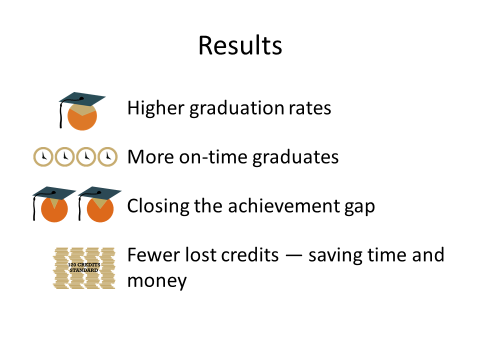 Results
Higher graduation rates
More on-time graduates
Closing the achievement gap
Fewer lost credits — saving time and
money
120 CREDITS
STANDARD